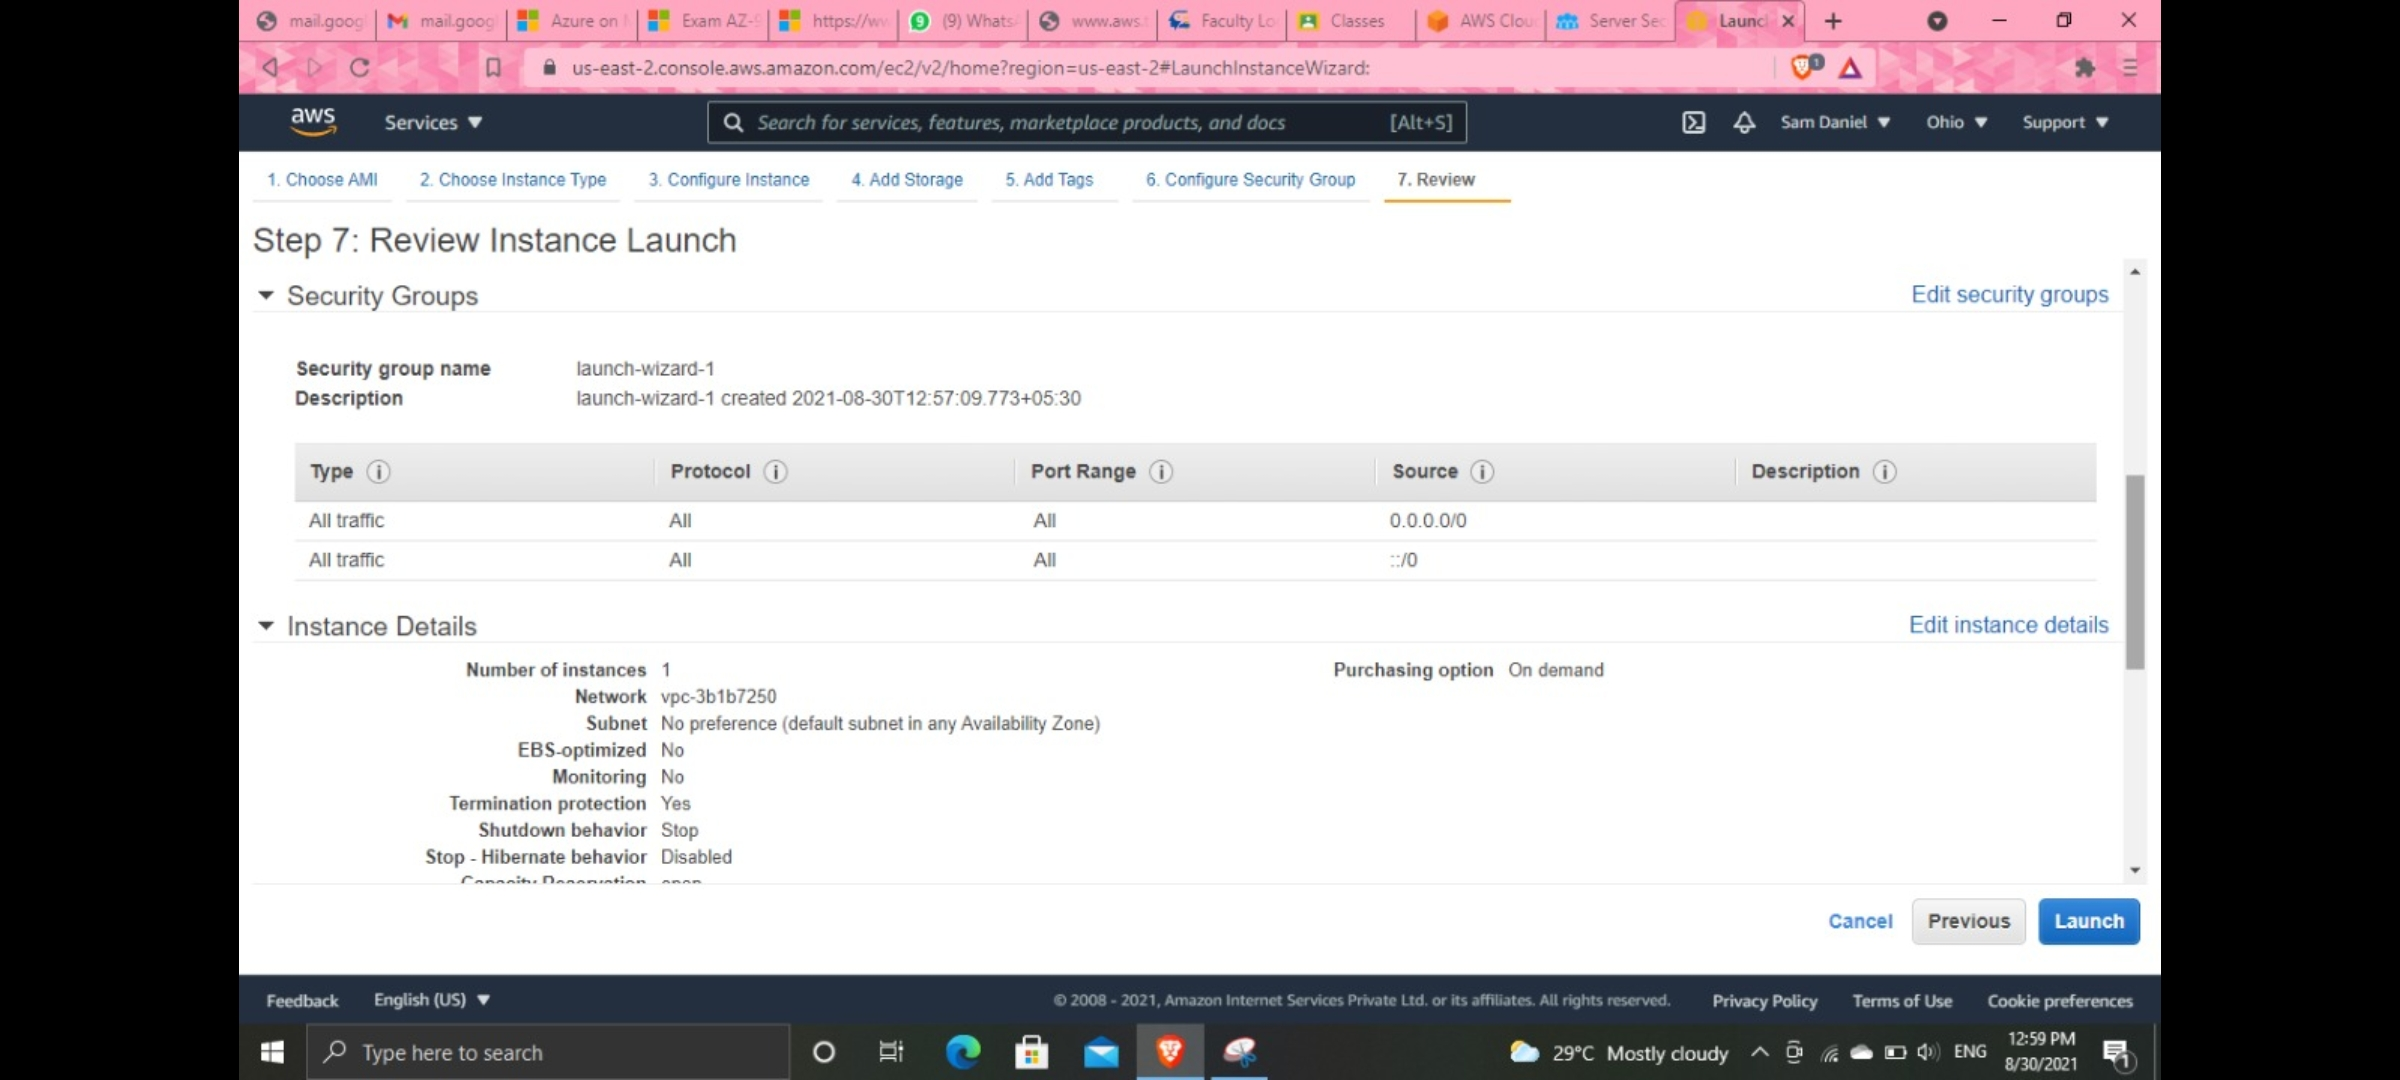 mail.goog mail.goog Azure on Exam AZ-9 https://ww (9) Whats www.aws. Faculty Lo Classes AWS Clou Server Sec Launc
us-east-2.console.aws.amazon.com/ec2/v2/home?region=us-east-2#LaunchInstanceWizard: 1
aws Services Search for services, features, marketplace products, and docs [Alt+S] Sam Daniel Ohio Support
1. Choose AMI 2. Choose Instance Type 3. Configure Instance 4. Add Storage 5. Add Tags 6. Configure Security Group 7. Review
Step 7: Review Instance Launch
Security Groups Edit security groups
Security group name launch-wizard-1
Description launch-wizard-1 created 2021-08-30T12:57:09.773+05:30
Type Protocol Port Range Source Description
All traffic All All 0.0.0.0/0
All traffic All All ::/0
Instance Details Edit instance details
Number of instances 1 Purchasing option On demand
Network vpc-3b1b7250
Subnet No preference (default subnet in any Availability Zone)
EBS-optimized No
Monitoring No
Termination protection Yes
Shutdown behavior Stop
Stop - Hibernate behavior Disabled
Capacity Reservation open
Cancel Previous Launch
Feedback English (US) © 2008 - 2021, Amazon Internet Services Private Ltd. or its affiliates. All rights reserved. Privacy Policy Terms of Use Cookie preferences
Type here to search 29°C Mostly cloudy ENG 12:59 PM
8/30/2021 1